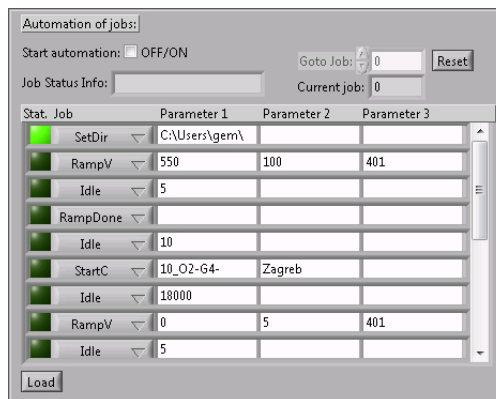 Automation of jobs:
Start automation: OFF/ON
Goto Job: 0 Reset
Job Status Info:
Current job: 0
Stat. Job Parameter 1 Parameter 2 Parameter 3
SetDir C:\Users\gem\
RampV 550 100 401
Idle 5
RampDone
Idle 10
StartC 10_O2-G4- Zagreb
Idle 18000
RampV 0 5 401
Idle 5
Load